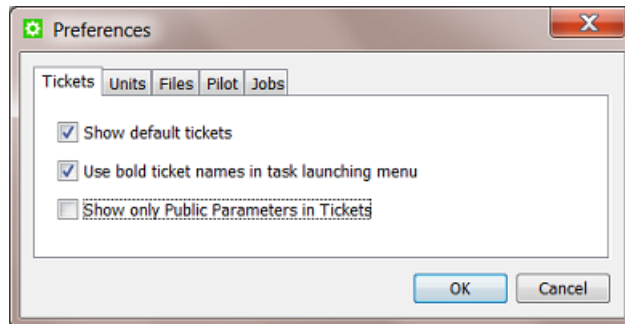 Preferences
Tickets Units Files Pilot Jobs
Show default tickets
Use bold ticket names in task launching menu
Show only Public Parameters in Tickets
OK Cancel